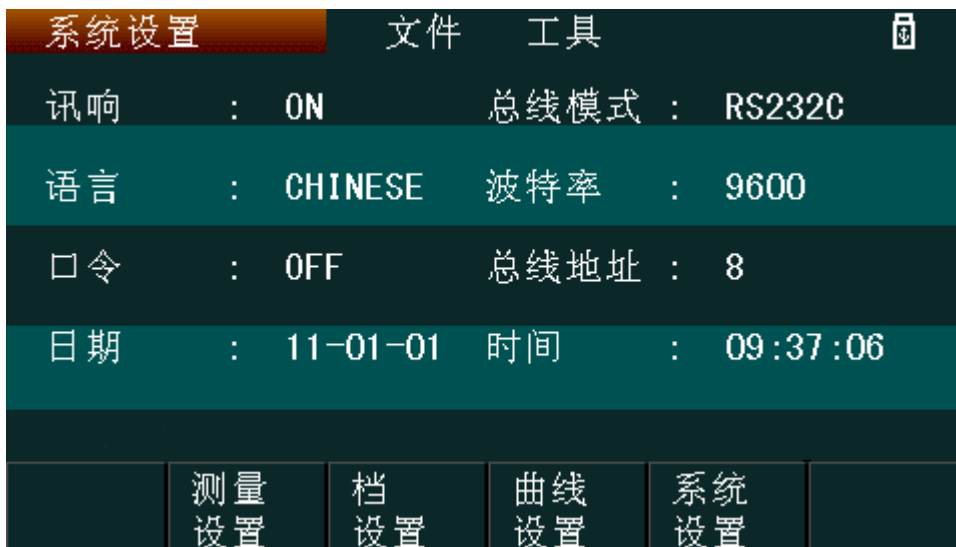 系统设置 文件 工具
讯响 : ON 总线模式 : RS232C
语言 : CHINESE 波特率 : 9600
口令 : OFF 总线地址 : 8
日期 : 11-01-01 时间 : 09:37:06
测量 档 曲线 系统
设置 设置 设置 设置